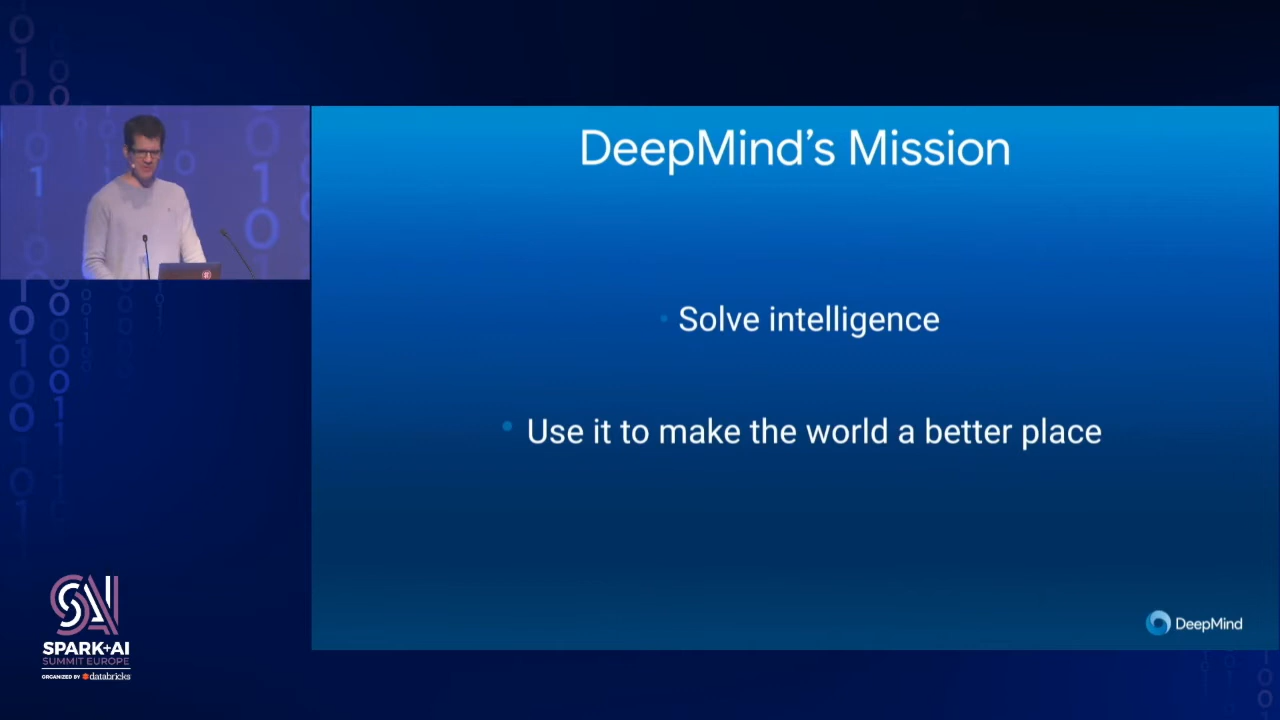 DeepMind's Mission
Solve intelligence
Use it to make the world a better place
DeepMind
SPARK+AI
SUMMIT EUROPE
ORGANIZED BY databricks